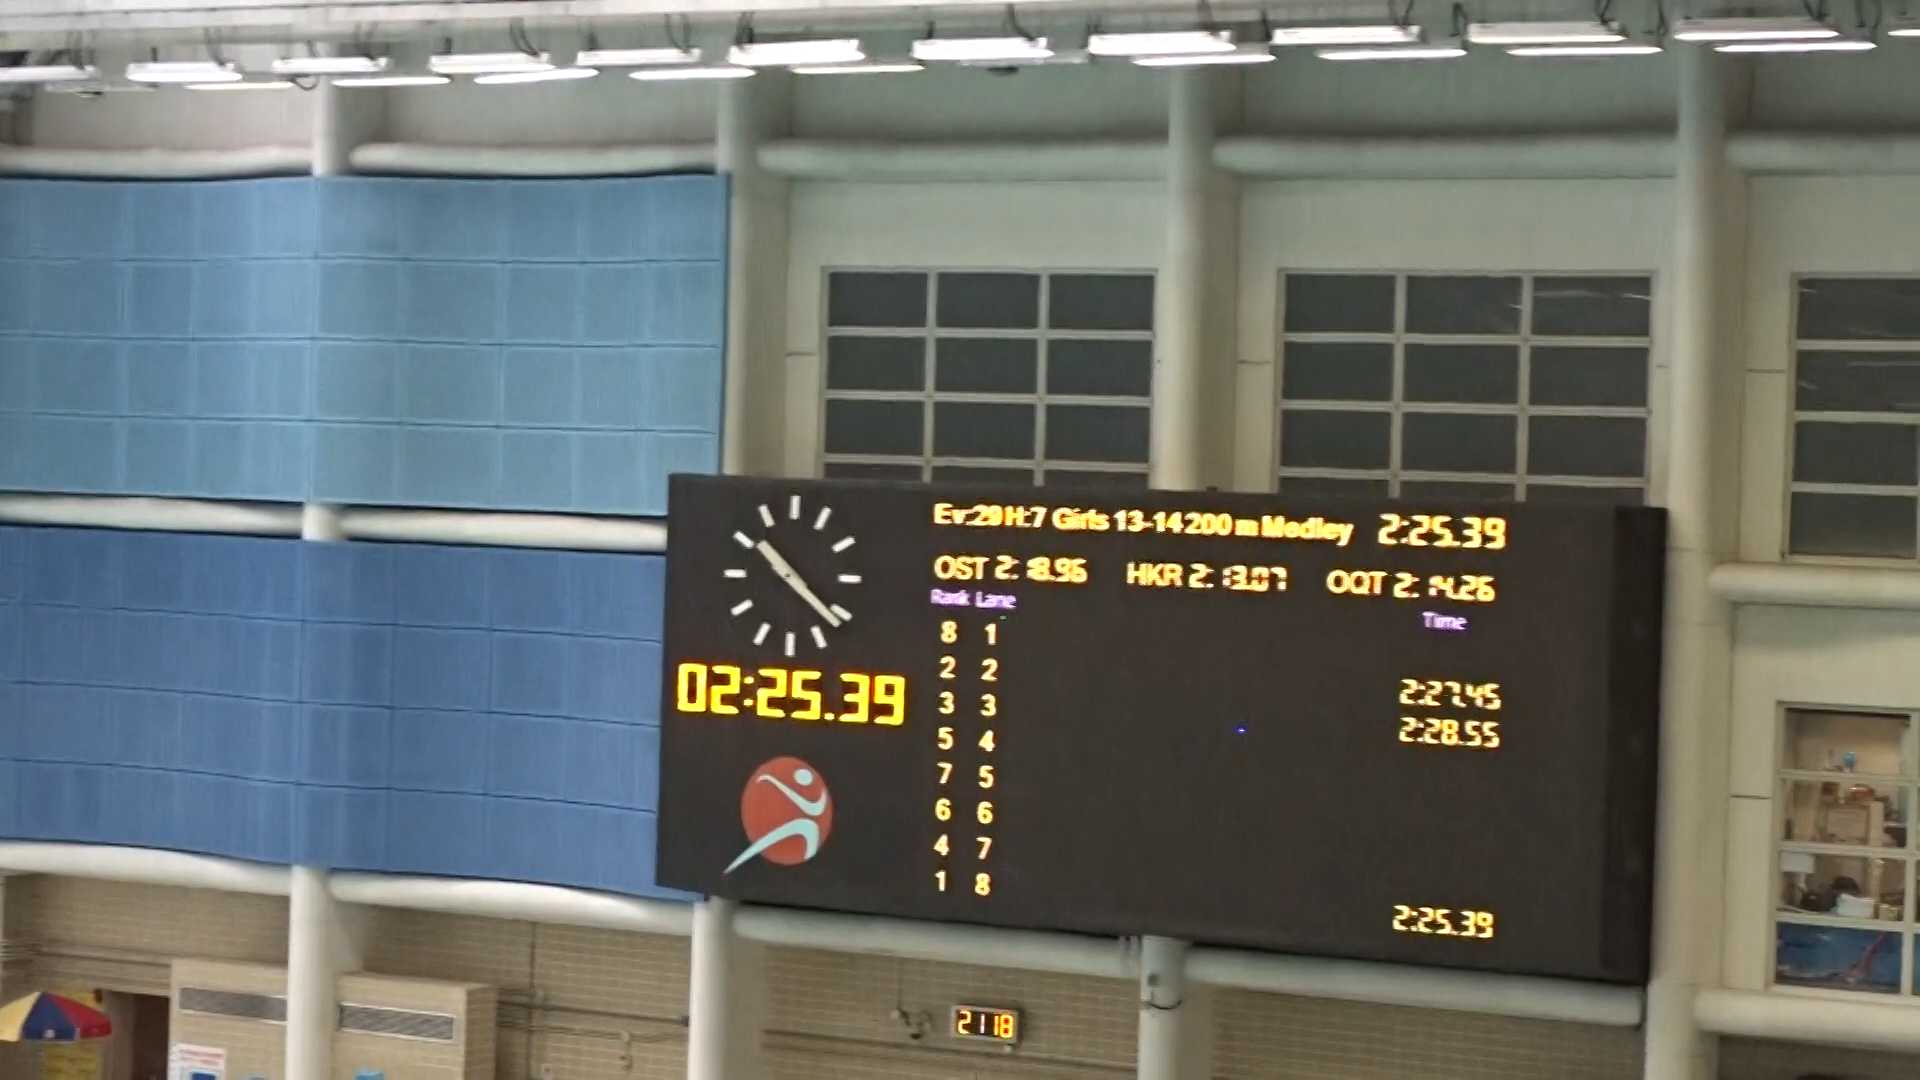 Ev:29 H:7 Girls 13-14 200 m Medley 2:25.39
OST 2:18.96 HKR 2:13.07 OQT 2:14.26
Rank Lane Time
8 1
2 2 2:27.45
3 3 2:28.55
5 4
7 5
6 6
4 7
1 8 2:25.39
02:25.39
21 18